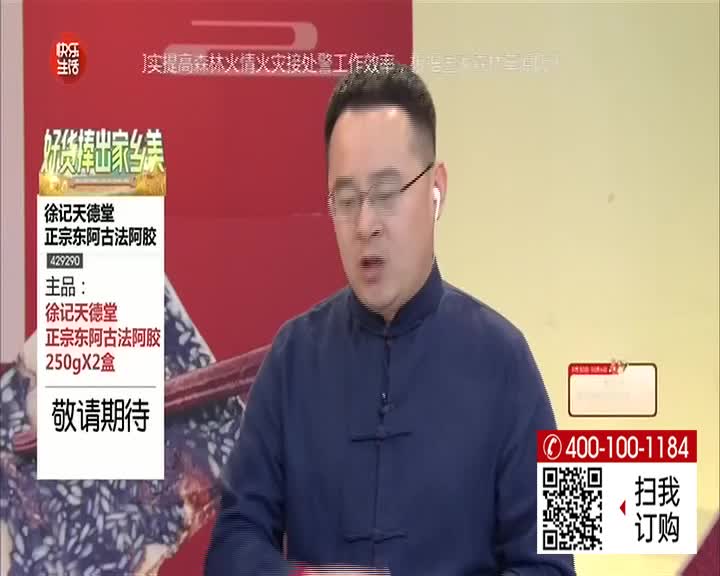 快乐
生活
实提高森林火情火灾接处警工作效率，
好货捧出家乡美
徐记天德堂
正宗东阿古法阿胶
429290
主品：
徐记天德堂
正宗东阿古法阿胶
250gX2盒
敬请期待
400-100-1184
扫我
订购